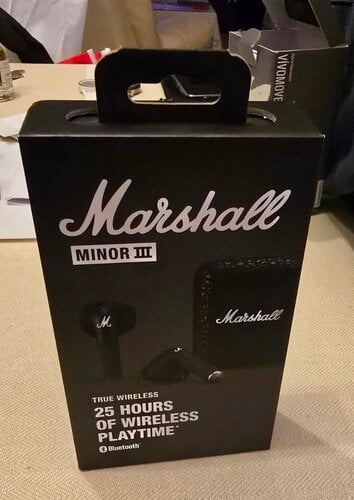 VIVOMOVE
Marshall
MINOR III
Marshall
M
TRUE WIRELESS
25 HOURS
OF WIRELESS
PLAYTIME*
Bluetooth®